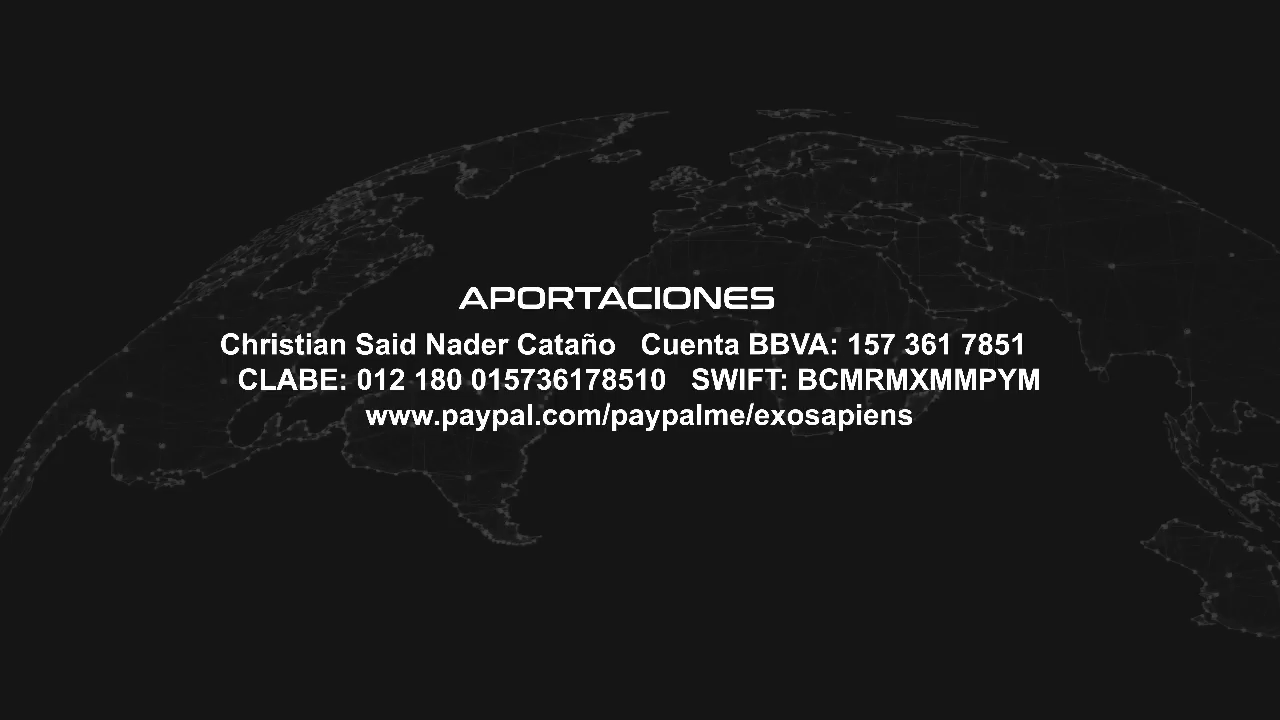 APORTACIONES
Christian Said Nader Cataño Cuenta BBVA: 157 361 7851
CLABE: 012 180 015736178510 SWIFT: BCMRMXMMPYM
www.paypal.com/paypalme/exosapiens